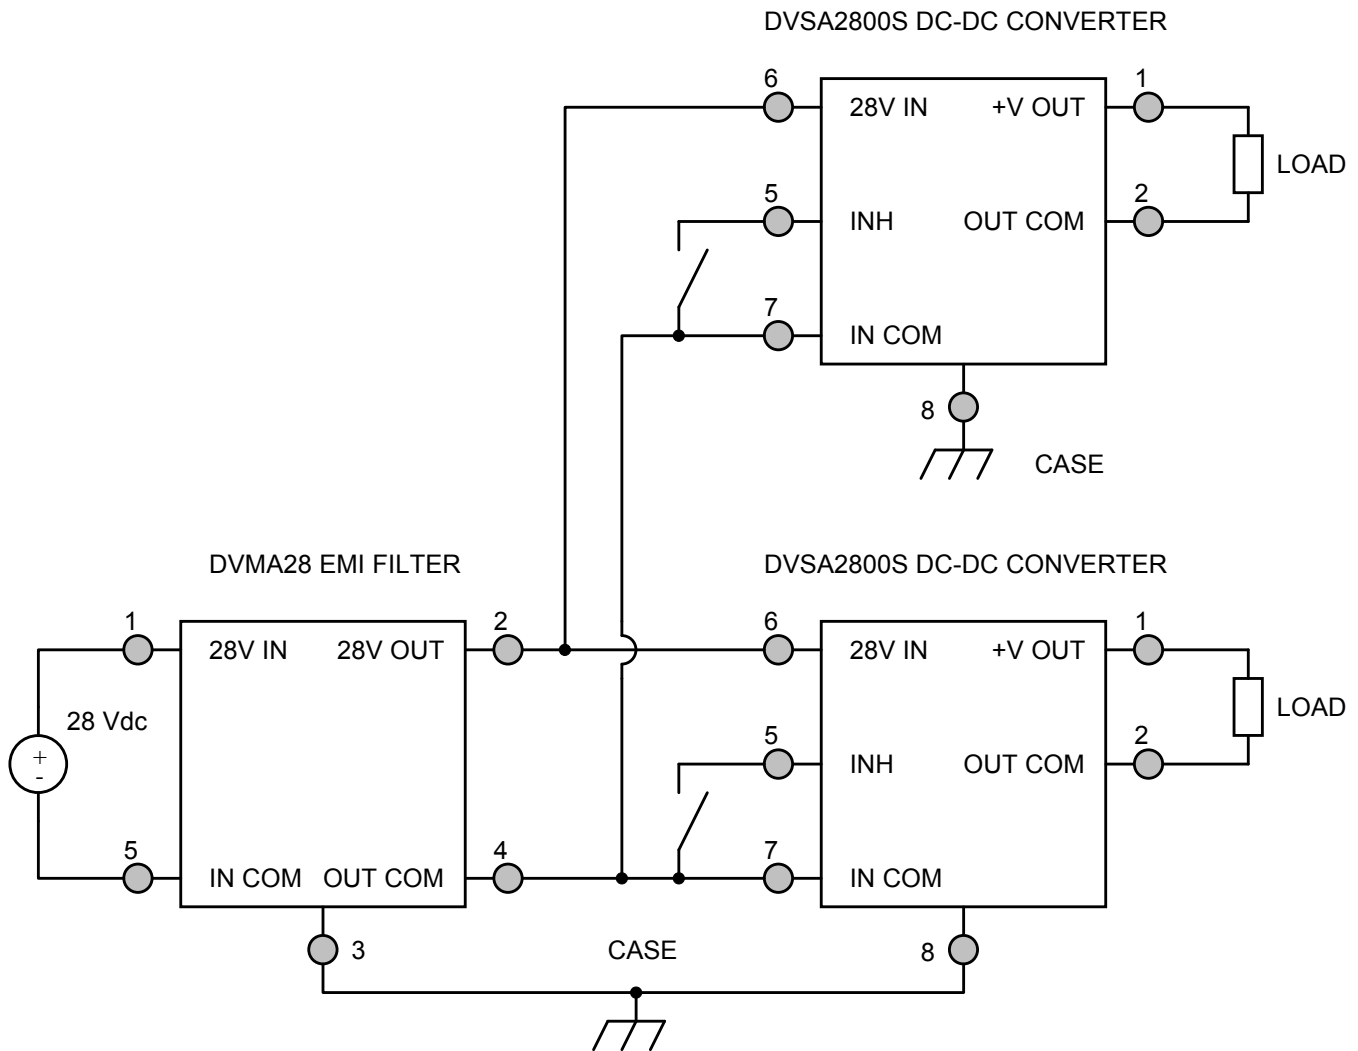 DVSA2800S DC-DC CONVERTER
6
1
28V IN
+V OUT
LOAD
5
2
INH
OUT COM
7
IN COM
8
CASE
DVMA28 EMI FILTER
DVSA2800S DC-DC CONVERTER
1
2
6
1
28V IN
28V OUT
28V IN
+V OUT
28 Vdc
LOAD
+
-
5
2
INH
OUT COM
5
4
7
IN COM
OUT COM
IN COM
3
CASE
8